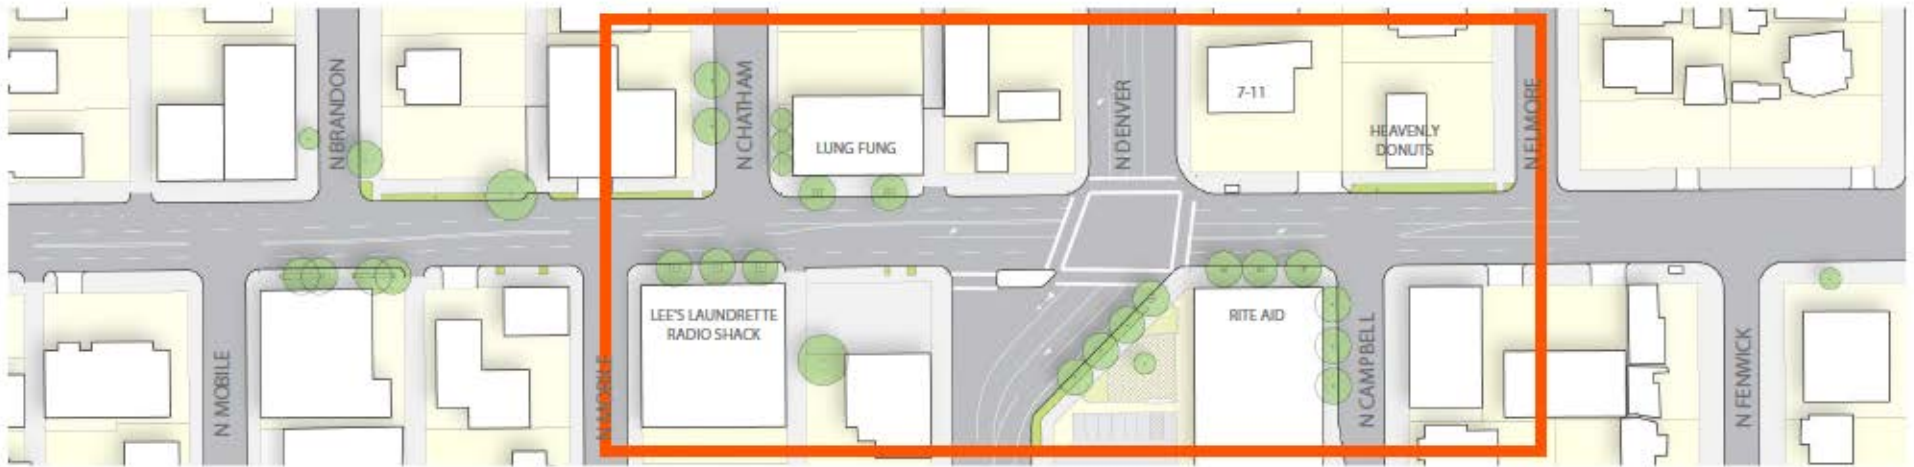 N BRANDON
N CHATHAM
LUNG FUNG
N DENVER
7-11
HEAVENLY
DONUTS
N ELMORE
N MOBILE
N MOBILE
LEE'S LAUNDRETTE
RADIO SHACK
RITE AID
N CAMPBELL
N FENWICK